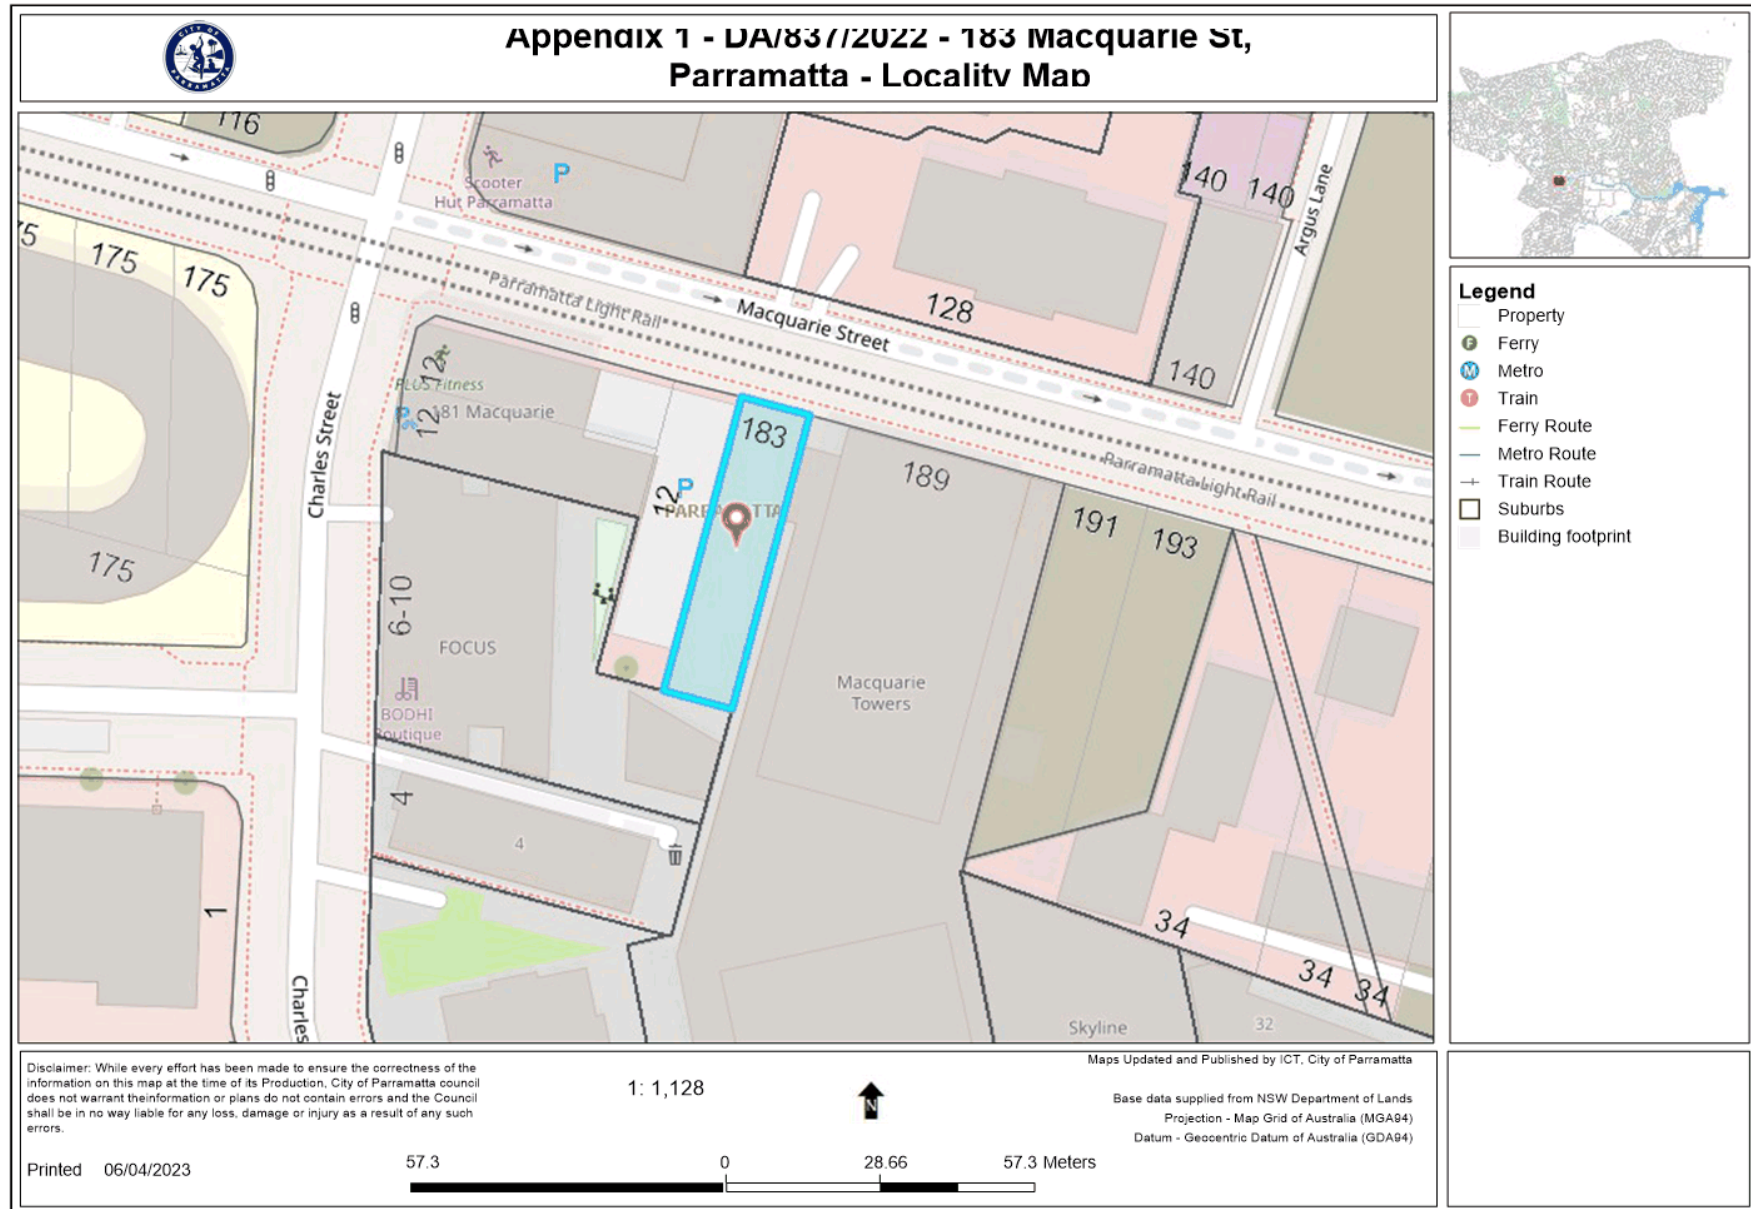 CITY OF
PARRAMATTA
Appendix 1 - DA/837/2022 - 183 Macquarie St,
Parramatta - Locality Map
116
Scooter
Hut Parramatta
P
140
140
Argus Lane
175
175
Parramatta Light Rail
Macquarie Street
128
140
PLUS Fitness
12
12
P
181 Macquarie
183
Charles Street
P
12
189
Parramatta Light Rail
191
193
175
6-10
FOCUS
Macquarie
Towers
BODHI
Boutique
4
4
1
34
34
34
Charles
Skyline
32
Legend
Property
F Ferry
M Metro
T Train
Ferry Route
Metro Route
Train Route
Suburbs
Building footprint
Disclaimer: While every effort has been made to ensure the correctness of the
information on this map at the time of its Production, City of Parramatta council
does not warrant theinformation or plans do not contain errors and the Council
shall be in no way liable for any loss, damage or injury as a result of any such
errors.
Printed 06/04/2023
1: 1,128
N
57.3 0 28.66 57.3 Meters
Maps Updated and Published by ICT, City of Parramatta
Base data supplied from NSW Department of Lands
Projection - Map Grid of Australia (MGA94)
Datum - Geocentric Datum of Australia (GDA94)